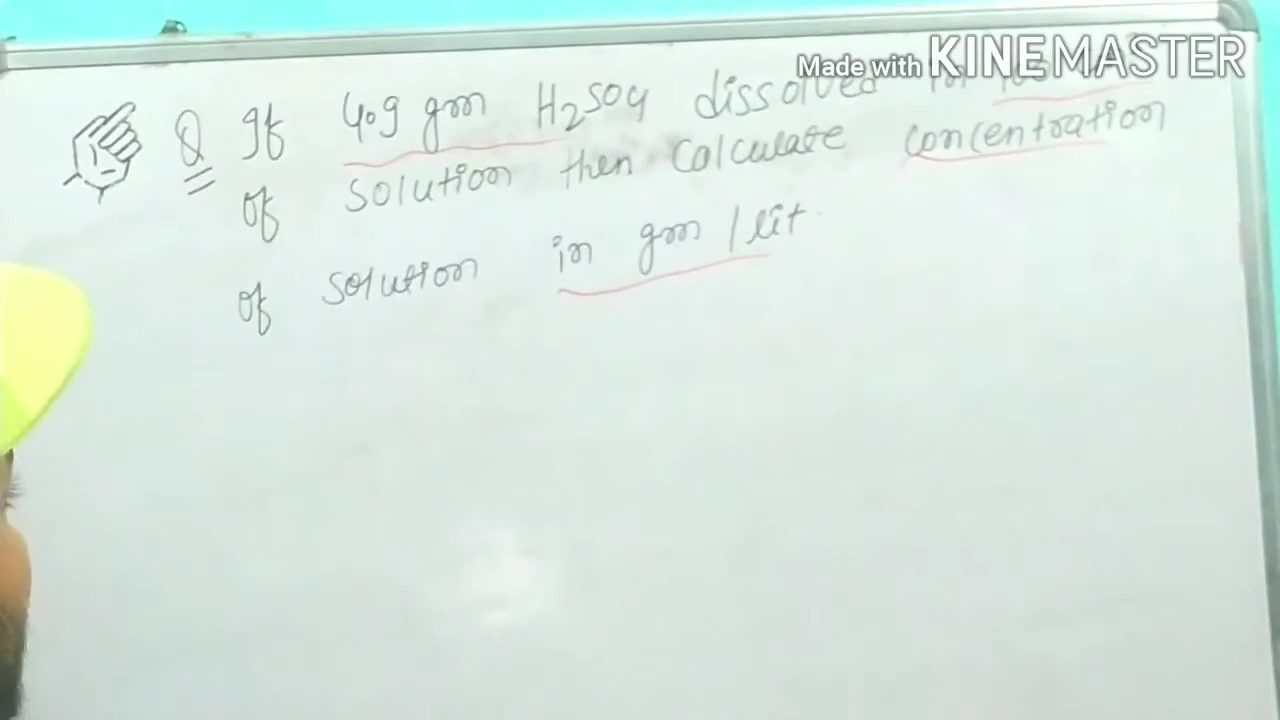 Made with KINEMASTER
Q If 4.9 gm H2SO4 dissolved
of solution then calculate concentration
of solution in gm / lit.